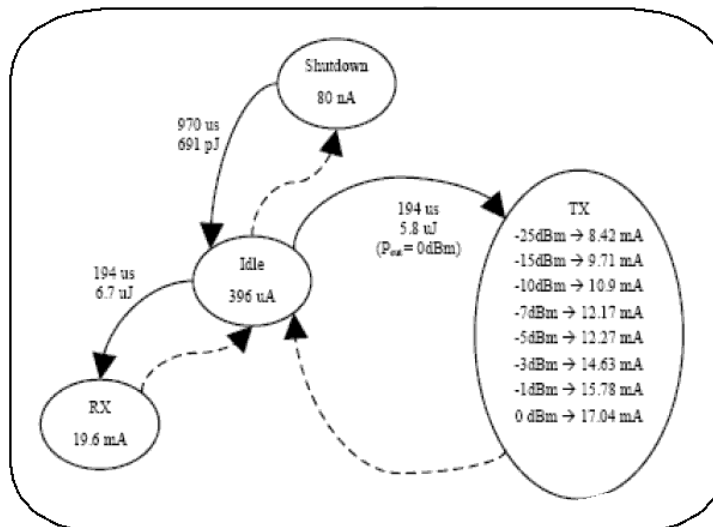 Shutdown
80 nA
970 us
691 pJ
194 us
5.8 uJ
(Pout = 0dBm)
TX
-25dBm → 8.42 mA
-15dBm → 9.71 mA
-10dBm → 10.9 mA
-7dBm → 12.17 mA
-5dBm → 12.27 mA
-3dBm → 14.63 mA
-1dBm → 15.78 mA
0 dBm → 17.04 mA
Idle
396 uA
194 us
6.7 uJ
RX
19.6 mA